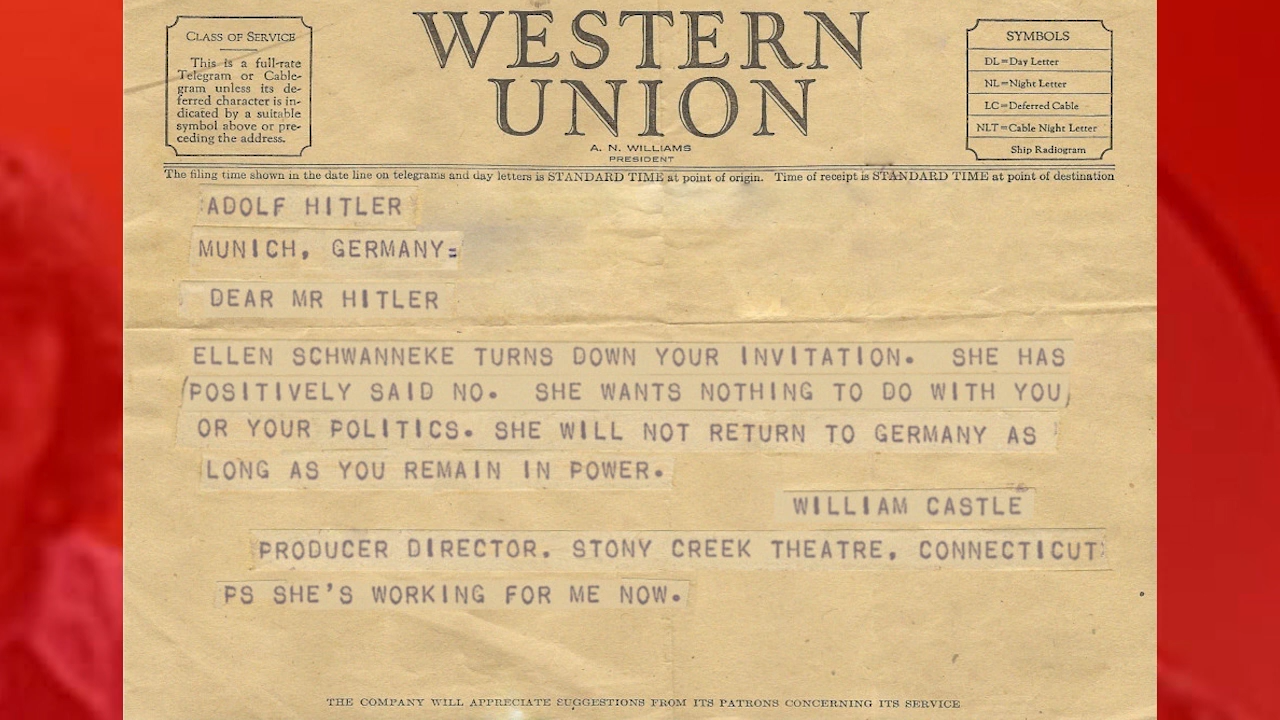 CLASS OF SERVICE
This is a full-rate
Telegram or Cable-
gram unless its de-
ferred character is in-
dicated by a suitable
symbol above or pre-
ceding the address.
WESTERN
UNION
A. N. WILLIAMS
PRESIDENT
SYMBOLS
DL=Day Letter
NL=Night Letter
LC=Deferred Cable
NLT=Cable Night Letter
Ship Radiogram
The filing time shown in the date line on telegrams and day letters is STANDARD TIME at point of origin. Time of receipt is STANDARD TIME at point of destination
ADOLF HITLER
MUNICH, GERMANY=
DEAR MR HITLER
ELLEN SCHWANNEKE TURNS DOWN YOUR INVITATION. SHE HAS
POSITIVELY SAID NO. SHE WANTS NOTHING TO DO WITH YOU
OR YOUR POLITICS. SHE WILL NOT RETURN TO GERMANY AS
LONG AS YOU REMAIN IN POWER.
WILLIAM CASTLE
PRODUCER DIRECTOR. STONY CREEK THEATRE, CONNECTICUT
PS SHE'S WORKING FOR ME NOW.
THE COMPANY WILL APPRECIATE SUGGESTIONS FROM ITS PATRONS CONCERNING ITS SERVICE